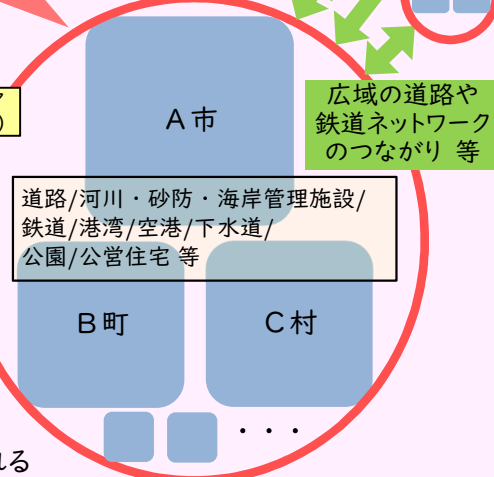 A市
広域の道路や
鉄道ネットワーク
のつながり 等
道路/河川・砂防・海岸管理施設/
鉄道/港湾/空港/下水道/
公園/公営住宅 等
B町
C村
・・・
れる